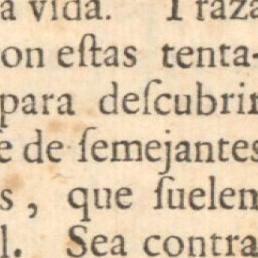 a vida. Traza
on eſtas tenta-
para deſcubrir
e de ſemejantes
s, que ſuelen
l. Sea contra